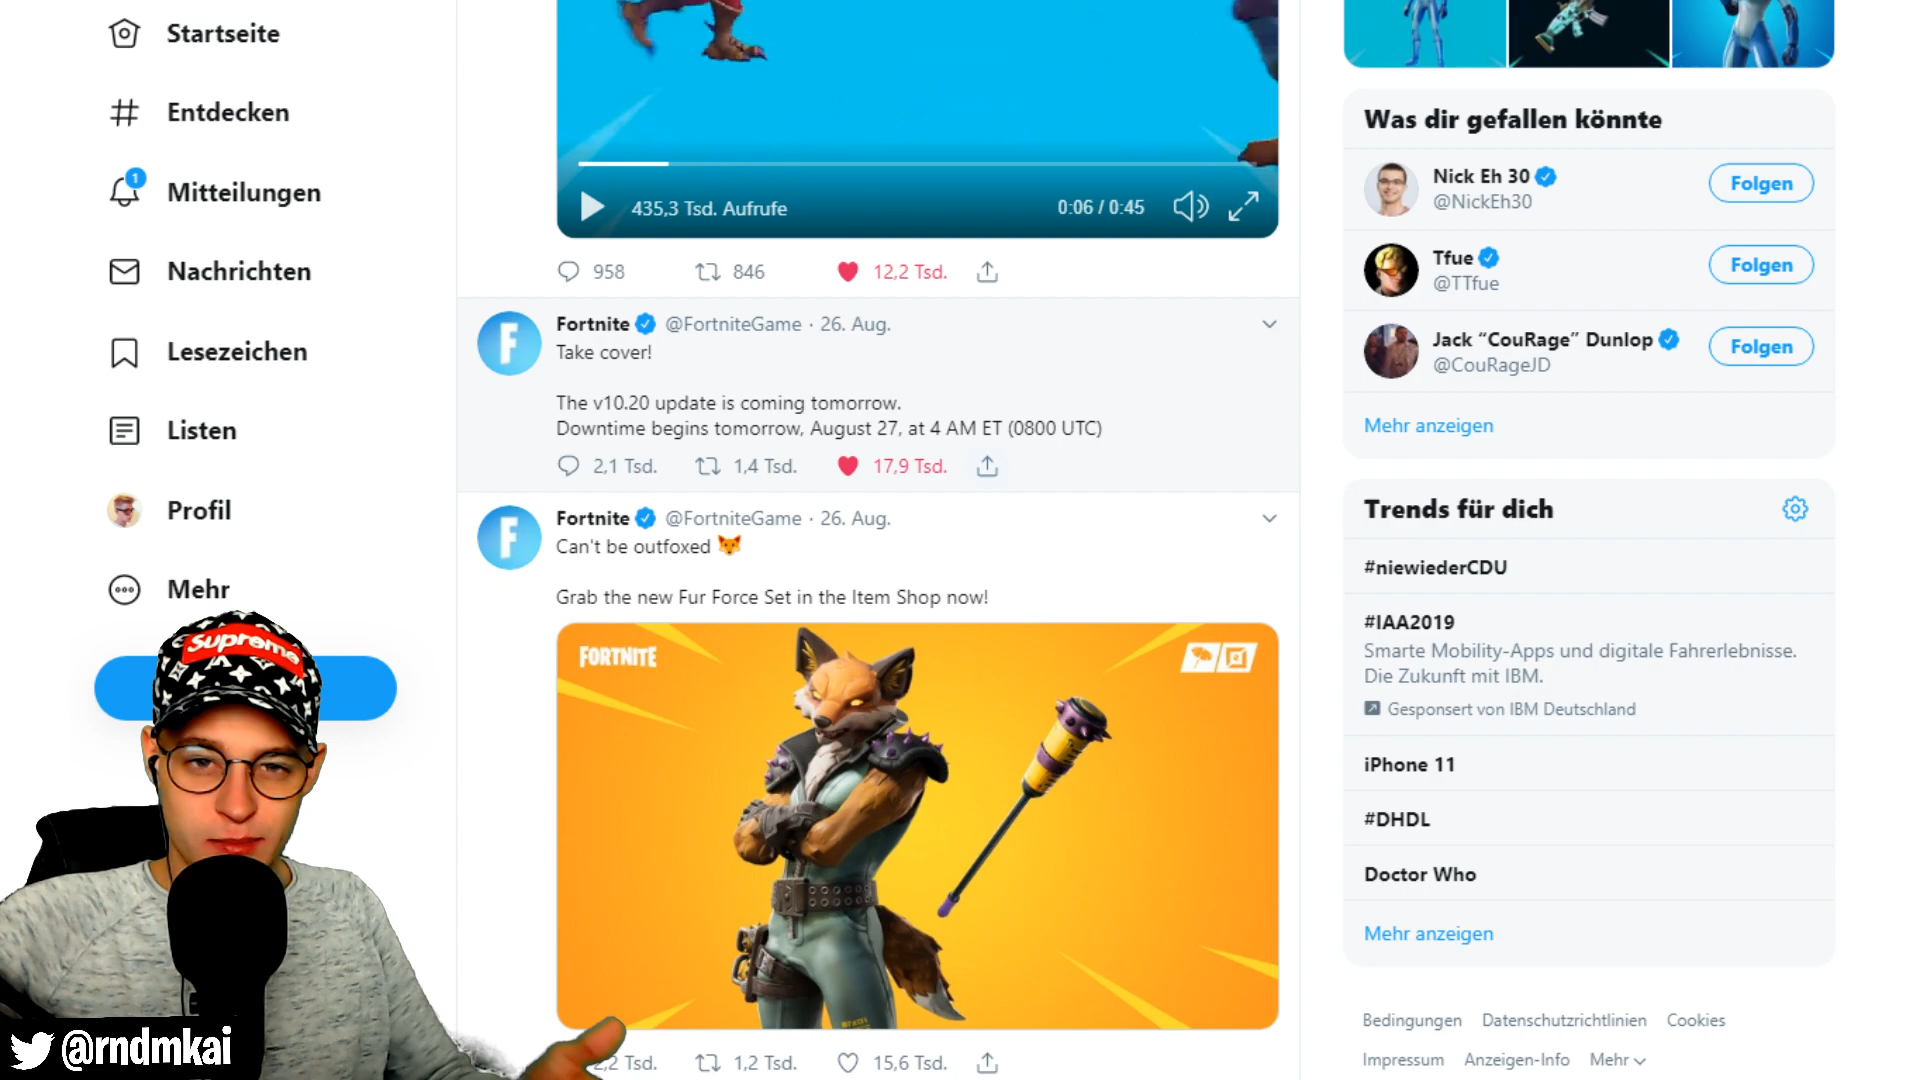 Startseite
Entdecken
1
Mitteilungen
Nachrichten
Lesezeichen
Listen
Profil
Mehr
Supreme
@rndmkai
435,3 Tsd. Aufrufe
0:06 / 0:45
958 846 12,2 Tsd.
F
Fortnite @FortniteGame · 26. Aug.
Take cover!
The v10.20 update is coming tomorrow.
Downtime begins tomorrow, August 27, at 4 AM ET (0800 UTC)
2,1 Tsd. 1,4 Tsd. 17,9 Tsd.
F
Fortnite @FortniteGame · 26. Aug.
Can't be outfoxed
Grab the new Fur Force Set in the Item Shop now!
FORTNITE
2,2 Tsd. 1,2 Tsd. 15,6 Tsd.
Was dir gefallen könnte
Nick Eh 30
@NickEh30
Folgen
Tfue
@TTfue
Folgen
Jack “CouRage” Dunlop
@CouRageJD
Folgen
Mehr anzeigen
Trends für dich
#niewiederCDU
#IAA2019
Smarte Mobility-Apps und digitale Fahrerlebnisse.
Die Zukunft mit IBM.
Gesponsert von IBM Deutschland
iPhone 11
#DHDL
Doctor Who
Mehr anzeigen
Bedingungen Datenschutzrichtlinien Cookies
Impressum Anzeigen-Info Mehr